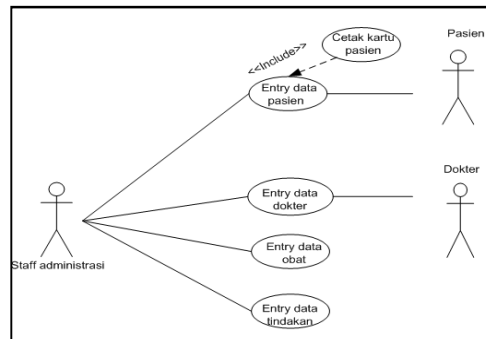 Cetak kartu
pasien
Pasien
<<Include>>
Entry data
pasien
Dokter
Entry data
dokter
Entry data
obat
Staff administrasi
Entry data
tindakan